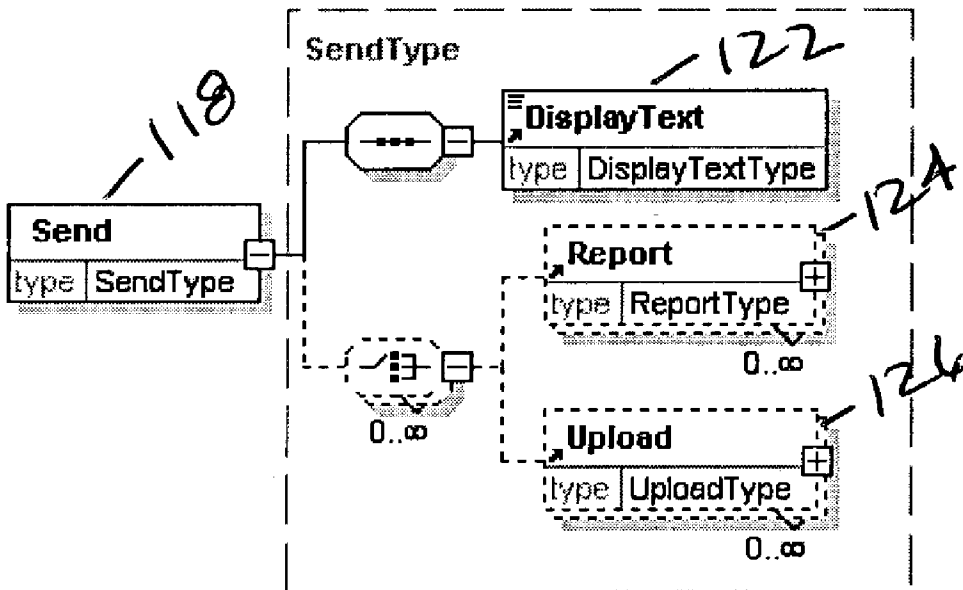 SendType
122
118
DisplayText
type DisplayTextType
124
Send
type SendType
Report
type ReportType
0..∞
126
0..∞
Upload
type UploadType
0..∞